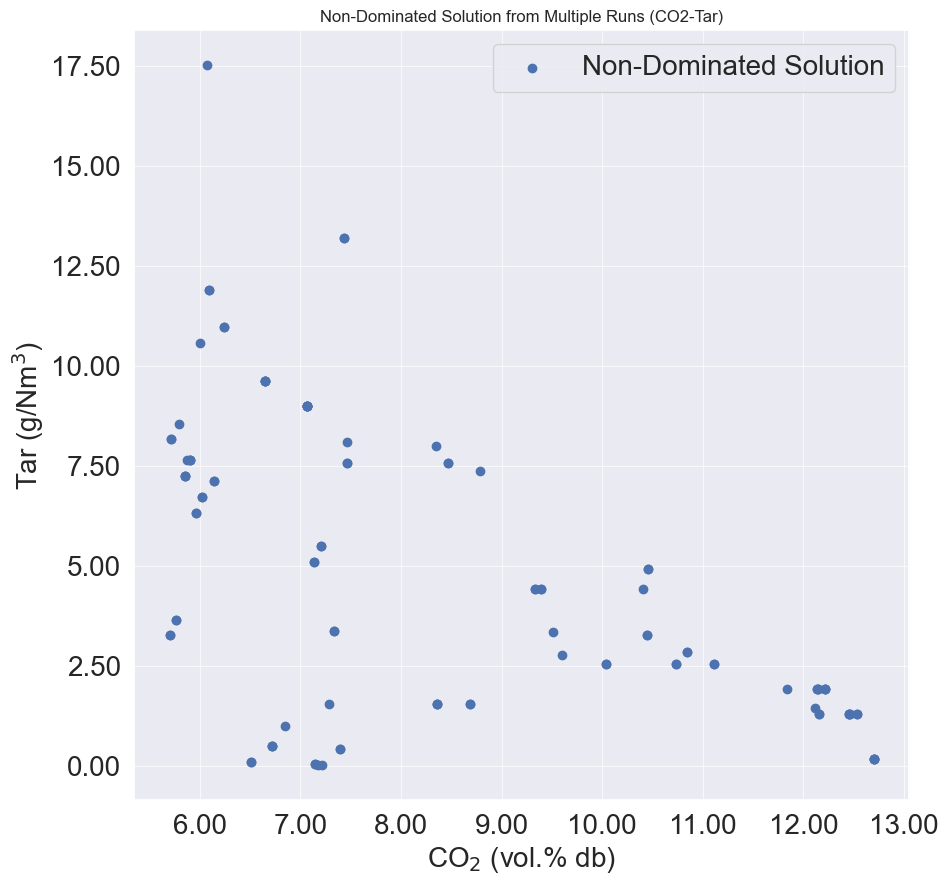 Non-Dominated Solution from Multiple Runs (CO2-Tar)
Non-Dominated Solution
17.50
15.00
12.50
10.00
7.50
5.00
2.50
0.00
Tar (g/Nm³)
6.00 7.00 8.00 9.00 10.00 11.00 12.00 13.00
CO₂ (vol.% db)